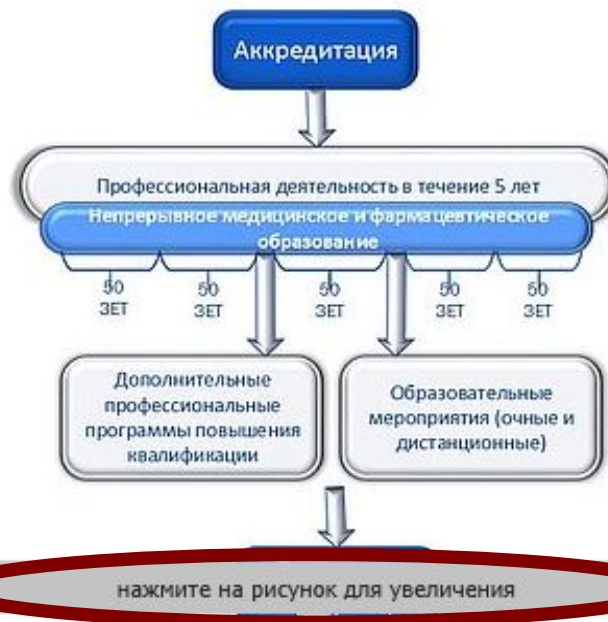 Аккредитация
Профессиональная деятельность в течение 5 лет
Непрерывное медицинское и фармацевтическое
образование
50 50 50 50 50
ЗЕТ ЗЕТ ЗЕТ ЗЕТ ЗЕТ
Дополнительные
профессиональные
программы повышения
квалификации
Образовательные
мероприятия (очные и
дистанционные)
нажмите на рисунок для увеличения